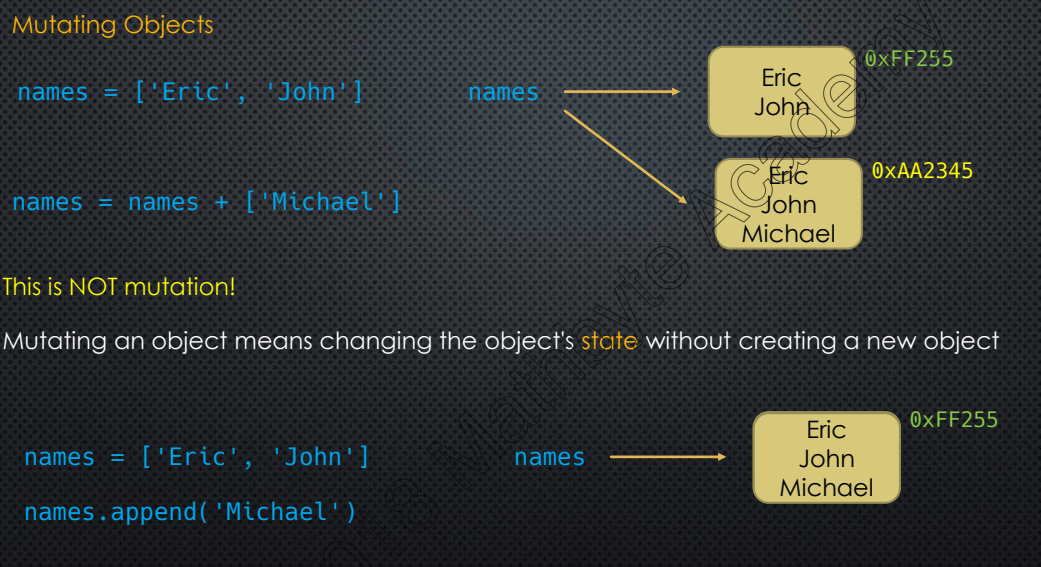 Mutating Objects
names = ['Eric', 'John']
names
Eric
John
0xFF255
names = names + ['Michael']
Eric
John
Michael
0xAA2345
This is NOT mutation!
Mutating an object means changing the object's state without creating a new object
names = ['Eric', 'John']
names.append('Michael')
names
Eric
John
Michael
0xFF255